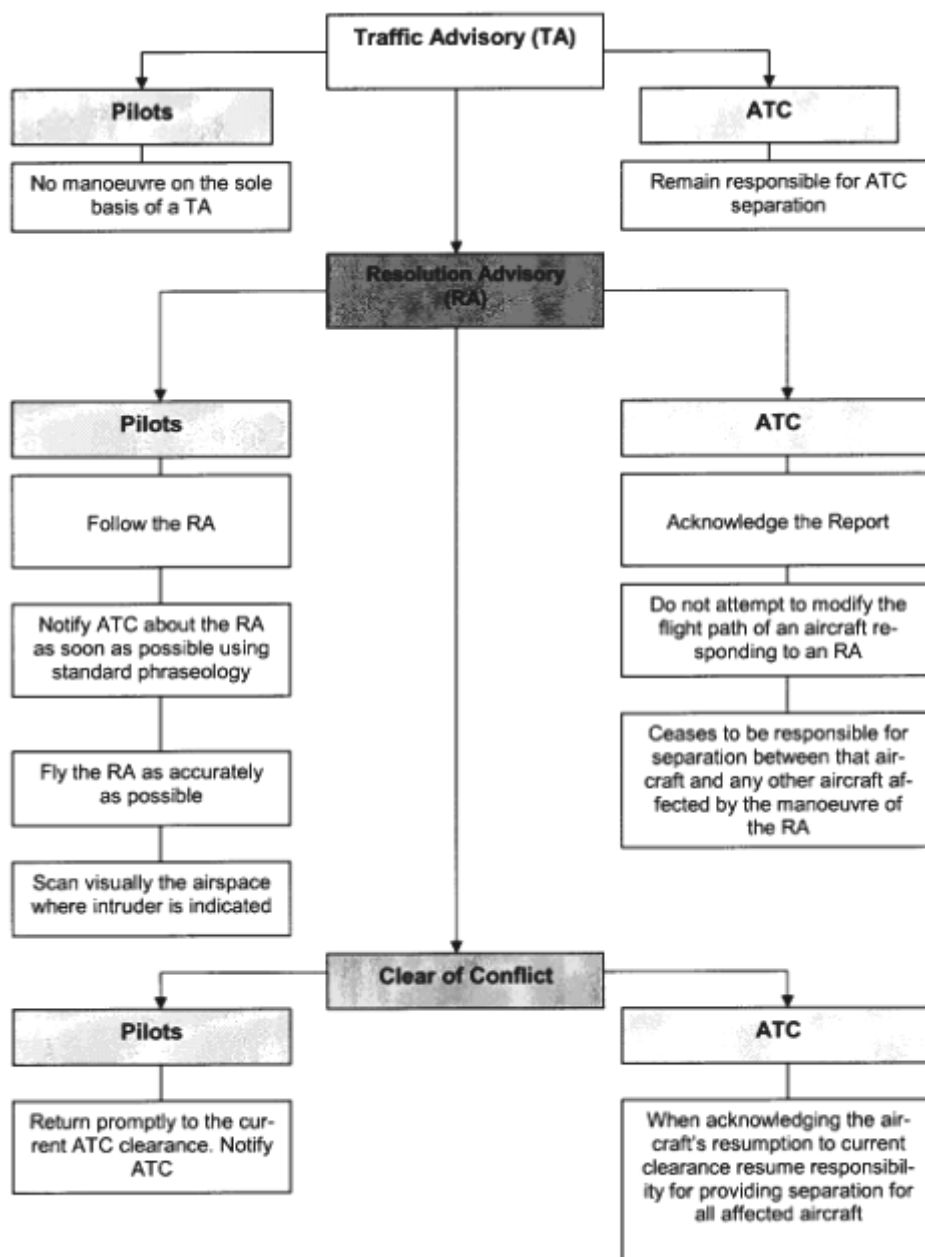 Traffic Advisory (TA)
Pilots
No manoeuvre on the sole
basis of a TA
ATC
Remain responsible for ATC
separation
Resolution Advisory
(RA)
Pilots
Follow the RA
Notify ATC about the RA
as soon as possible using
standard phraseology
Fly the RA as accurately
as possible
Scan visually the airspace
where intruder is indicated
ATC
Acknowledge the Report
Do not attempt to modify the
flight path of an aircraft re-
sponding to an RA
Ceases to be responsible for
separation between that air-
craft and any other aircraft af-
fected by the manoeuvre of
the RA
Clear of Conflict
Pilots
Return promptly to the cur-
rent ATC clearance. Notify
ATC
ATC
When acknowledging the air-
craft's resumption to current
clearance resume responsibil-
ity for providing separation for
all affected aircraft